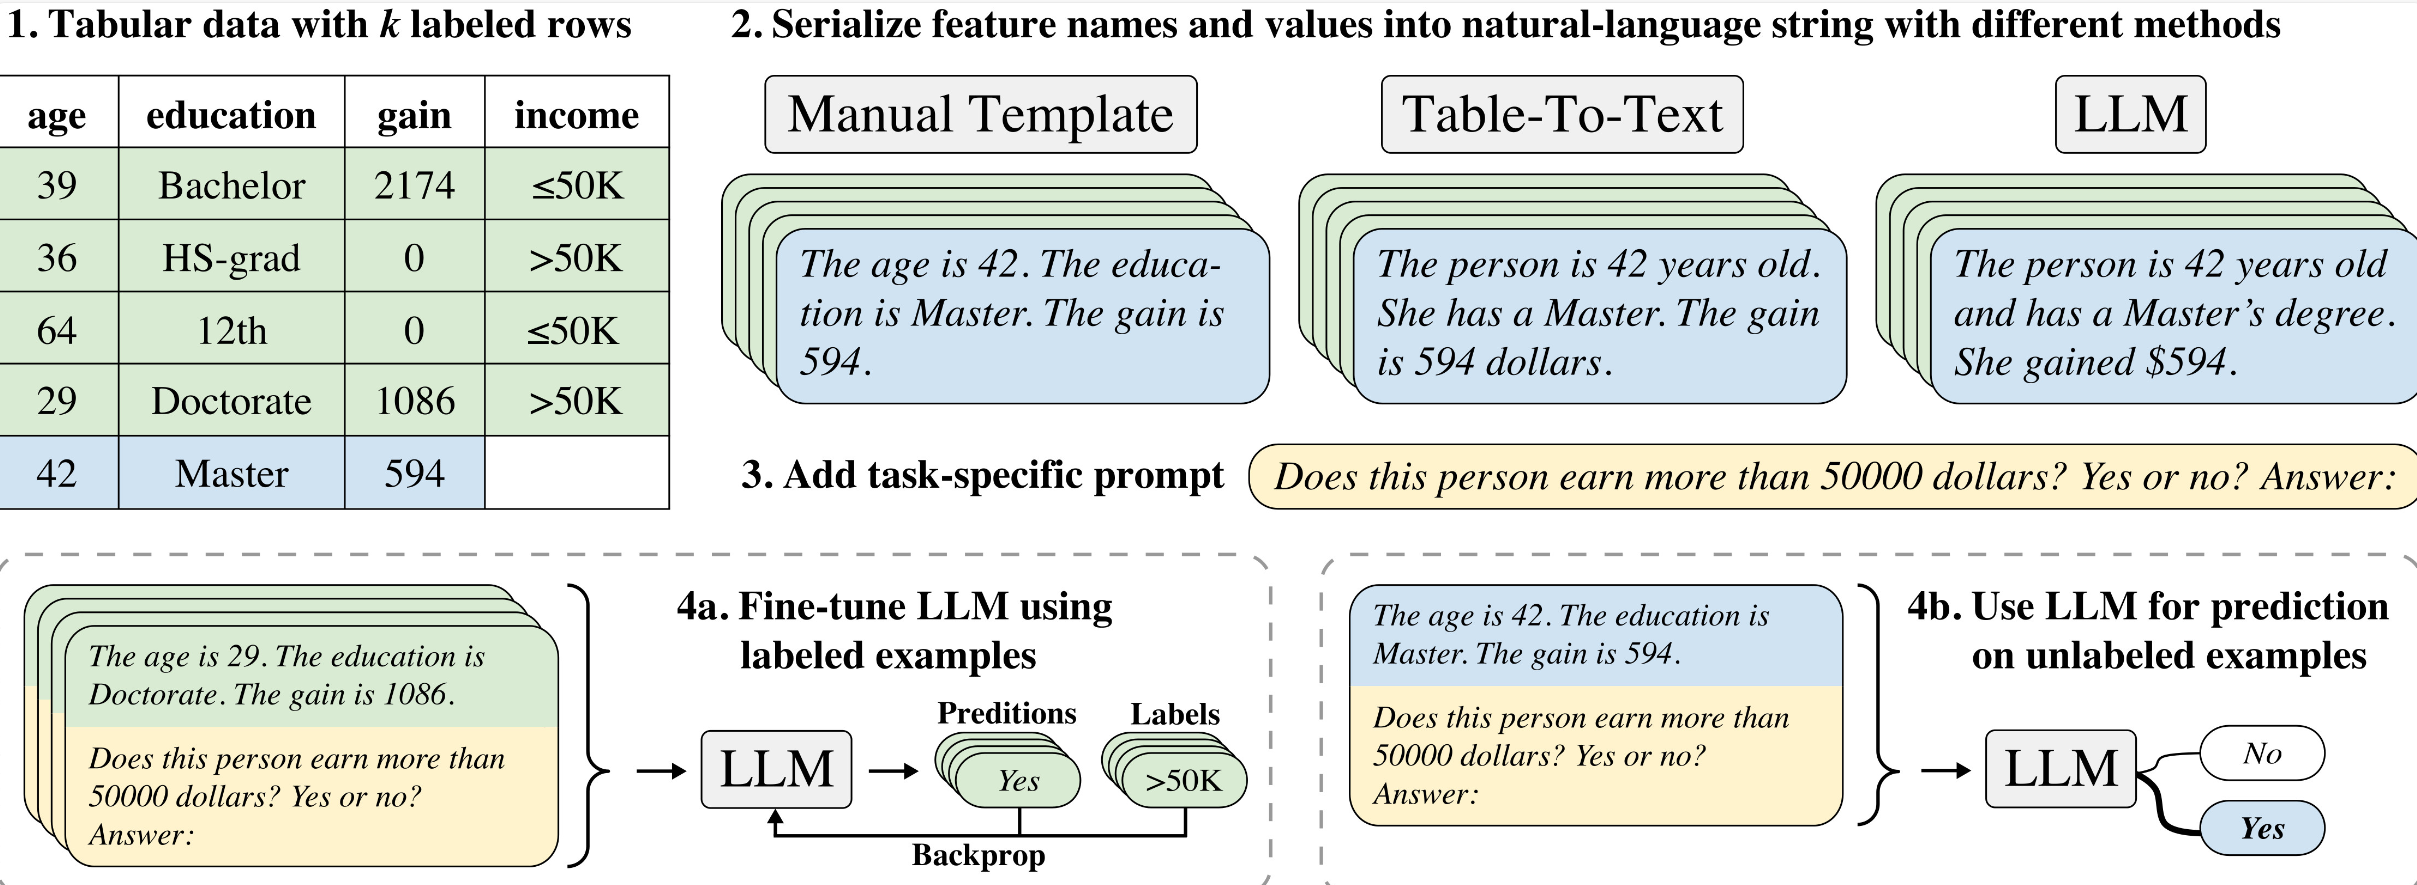 1. Tabular data with k labeled rows
age education gain income
39 Bachelor 2174 ≤50K
36 HS-grad 0 >50K
64 12th 0 ≤50K
29 Doctorate 1086 >50K
42 Master 594
2. Serialize feature names and values into natural-language string with different methods
Manual Template
The age is 42. The educa-
tion is Master. The gain is
594.
Table-To-Text
The person is 42 years old.
She has a Master. The gain
is 594 dollars.
LLM
The person is 42 years old
and has a Master’s degree.
She gained $594.
3. Add task-specific prompt
Does this person earn more than 50000 dollars? Yes or no? Answer:
The age is 29. The education is
Doctorate. The gain is 1086.
Does this person earn more than
50000 dollars? Yes or no?
Answer:
4a. Fine-tune LLM using
labeled examples
LLM
Preditions
Yes
Labels
>50K
Backprop
The age is 42. The education is
Master. The gain is 594.
Does this person earn more than
50000 dollars? Yes or no?
Answer:
4b. Use LLM for prediction
on unlabeled examples
LLM
No
Yes